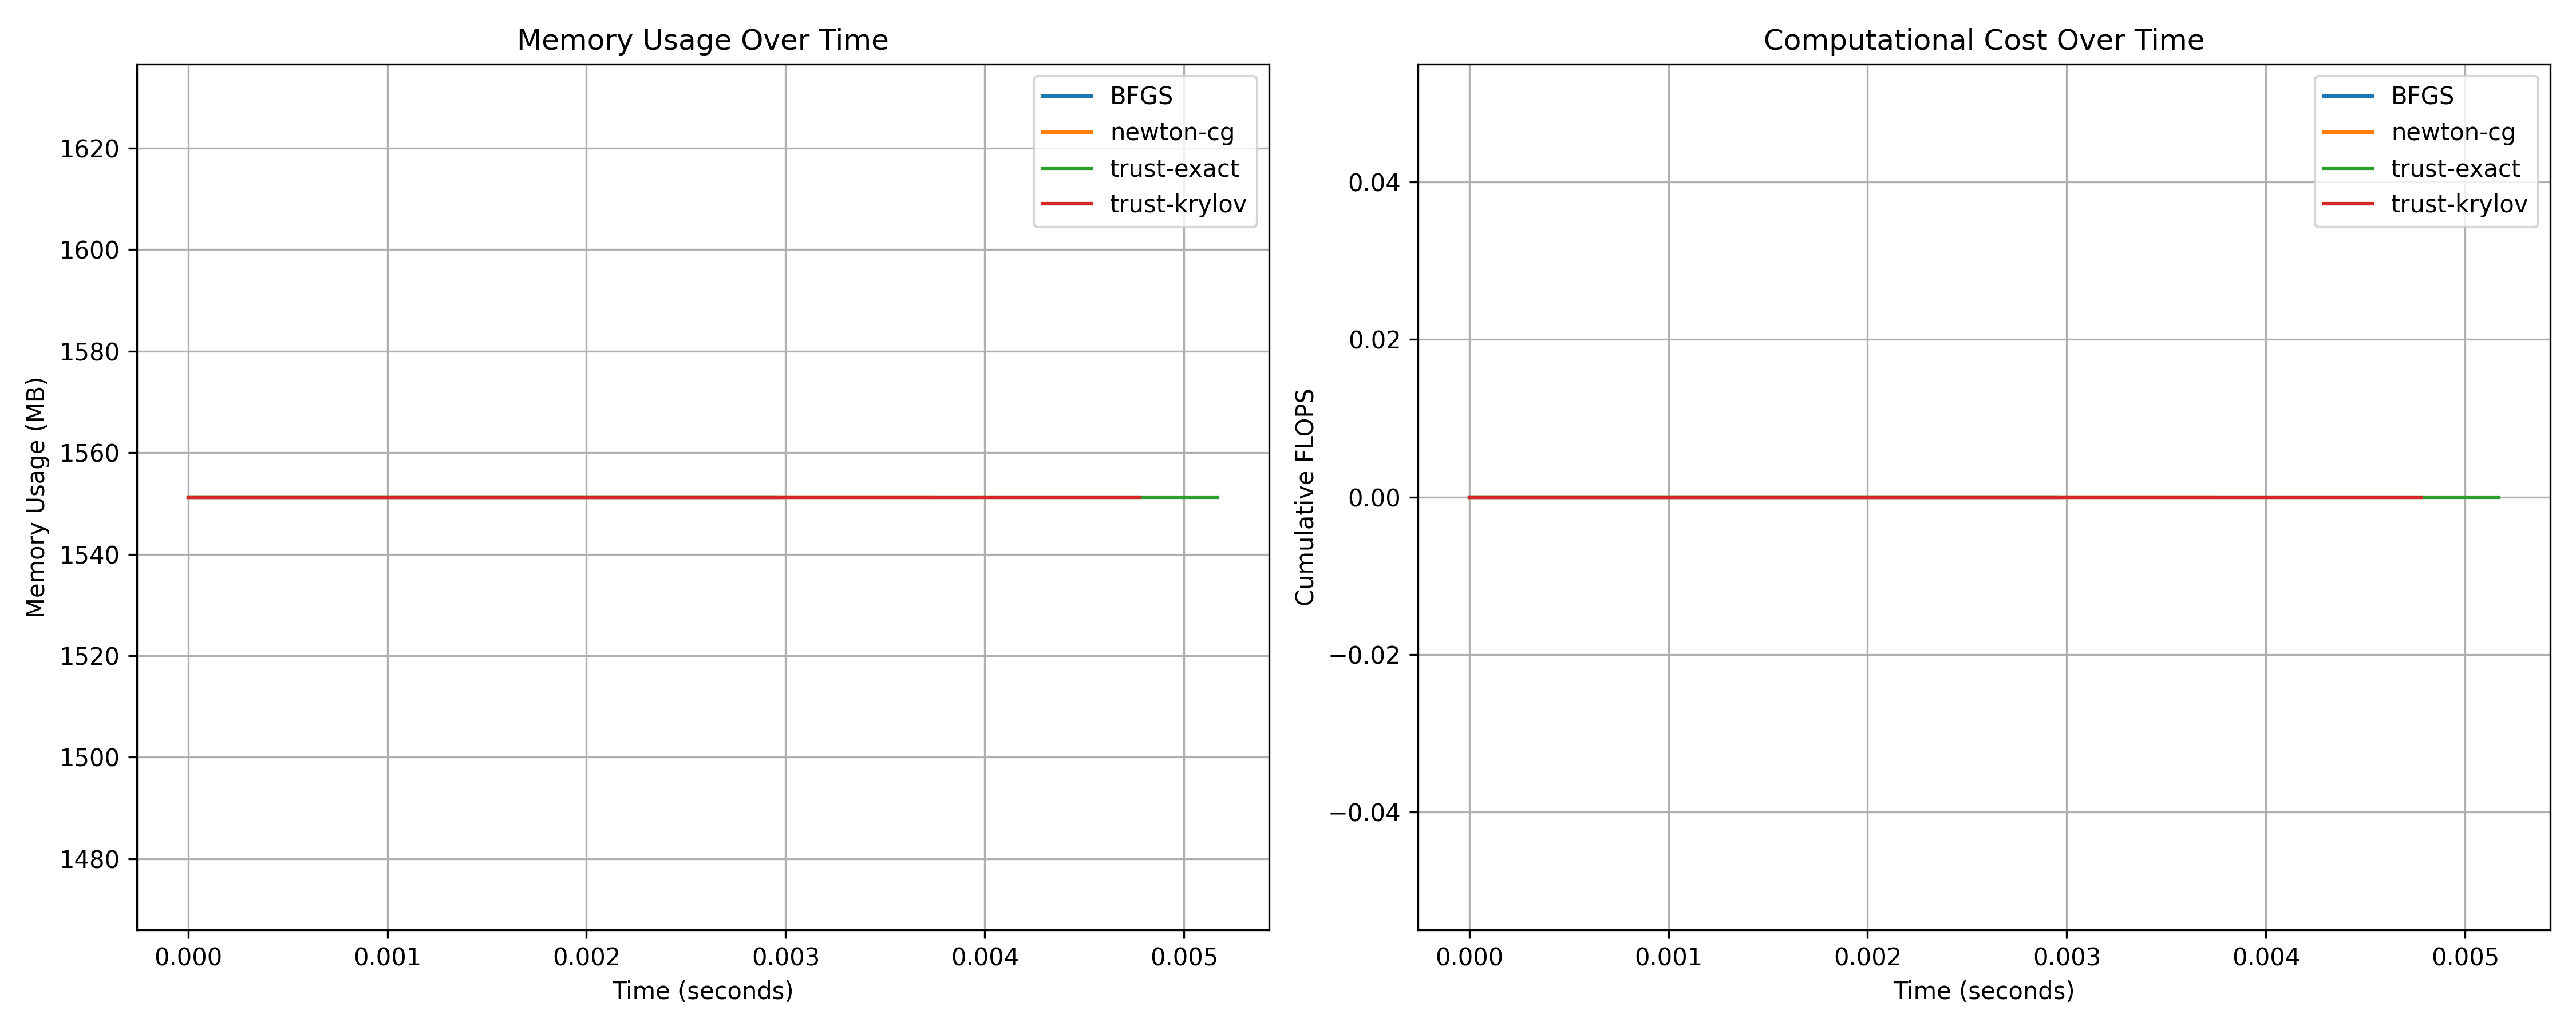 Memory Usage Over Time
BFGS
newton-cg
trust-exact
trust-krylov
1620
1600
1580
1560
1540
1520
1500
1480
Memory Usage (MB)
0.000 0.001 0.002 0.003 0.004 0.005
Time (seconds)
Computational Cost Over Time
BFGS
newton-cg
trust-exact
trust-krylov
0.04
0.02
0.00
−0.02
−0.04
Cumulative FLOPS
0.000 0.001 0.002 0.003 0.004 0.005
Time (seconds)